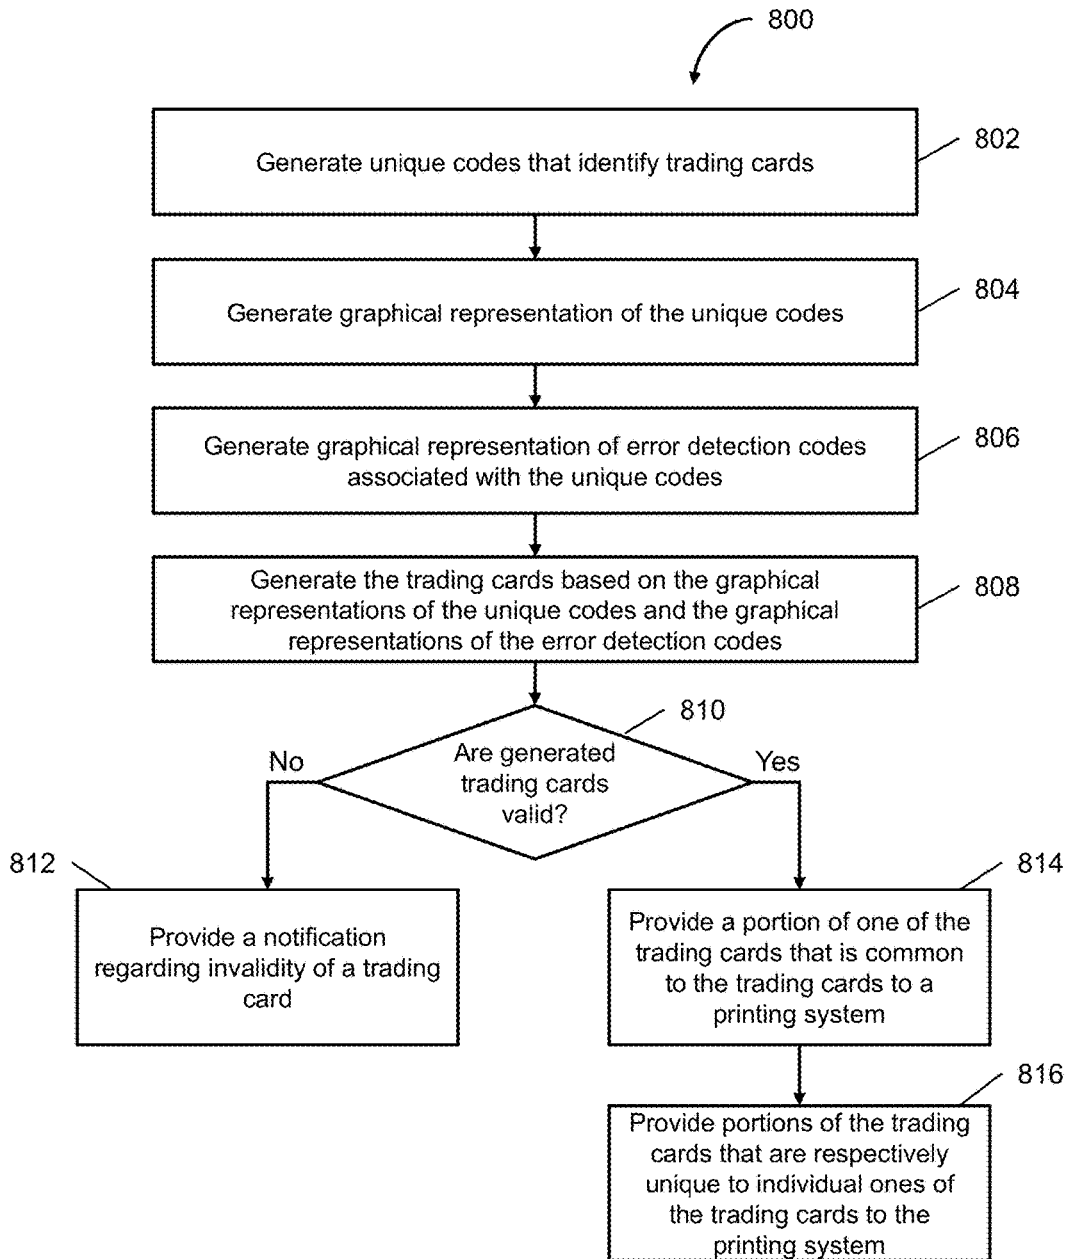 800
Generate unique codes that identify trading cards
802
Generate graphical representation of the unique codes
804
Generate graphical representation of error detection codes
associated with the unique codes
806
Generate the trading cards based on the graphical
representations of the unique codes and the graphical
representations of the error detection codes
808
810
Are generated
trading cards
valid?
No
Yes
812
Provide a notification
regarding invalidity of a trading
card
814
Provide a portion of one of the
trading cards that is common
to the trading cards to a
printing system
816
Provide portions of the trading
cards that are respectively
unique to individual ones of
the trading cards to the
printing system